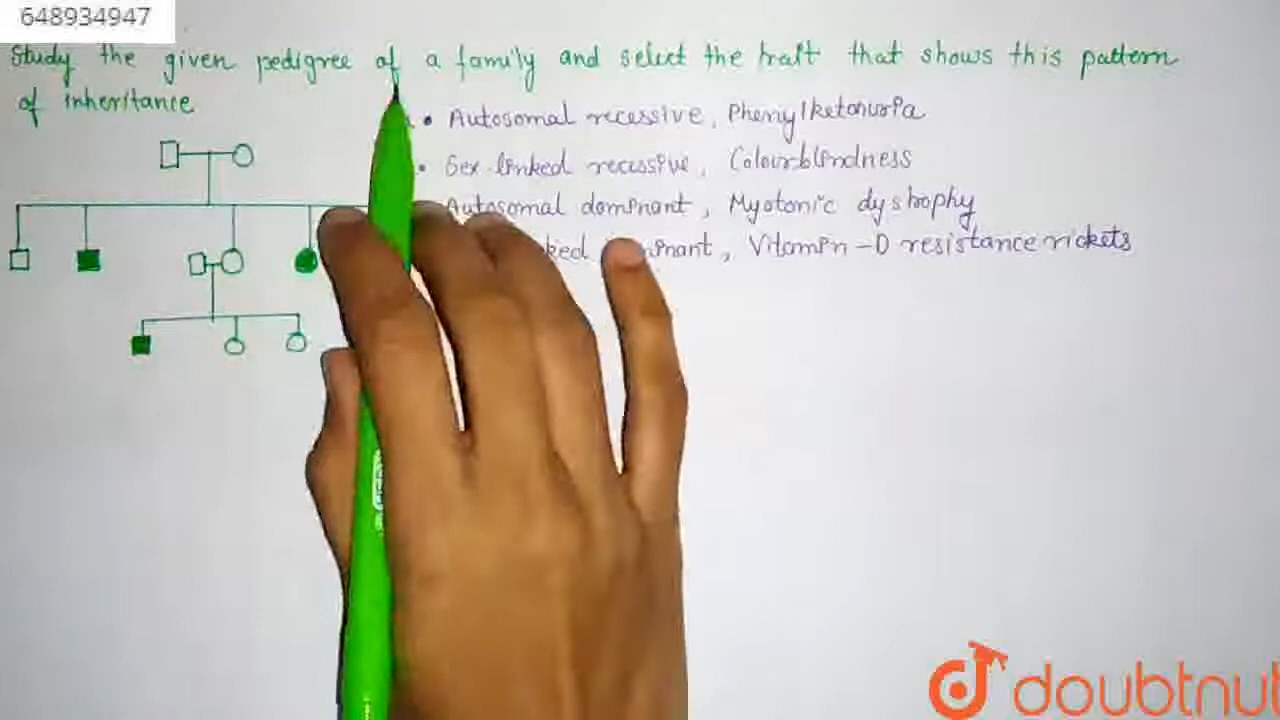 648934947
Study the given pedigree of a family and select the trait that shows this pattern
of inheritance
• Autosomal recessive, Phenylketonuria
• Sex linked recessive, Colourblindness
Autosomal dominant, Myotonic dystrophy
, Vitamin-D resistance rickets
doubtnut